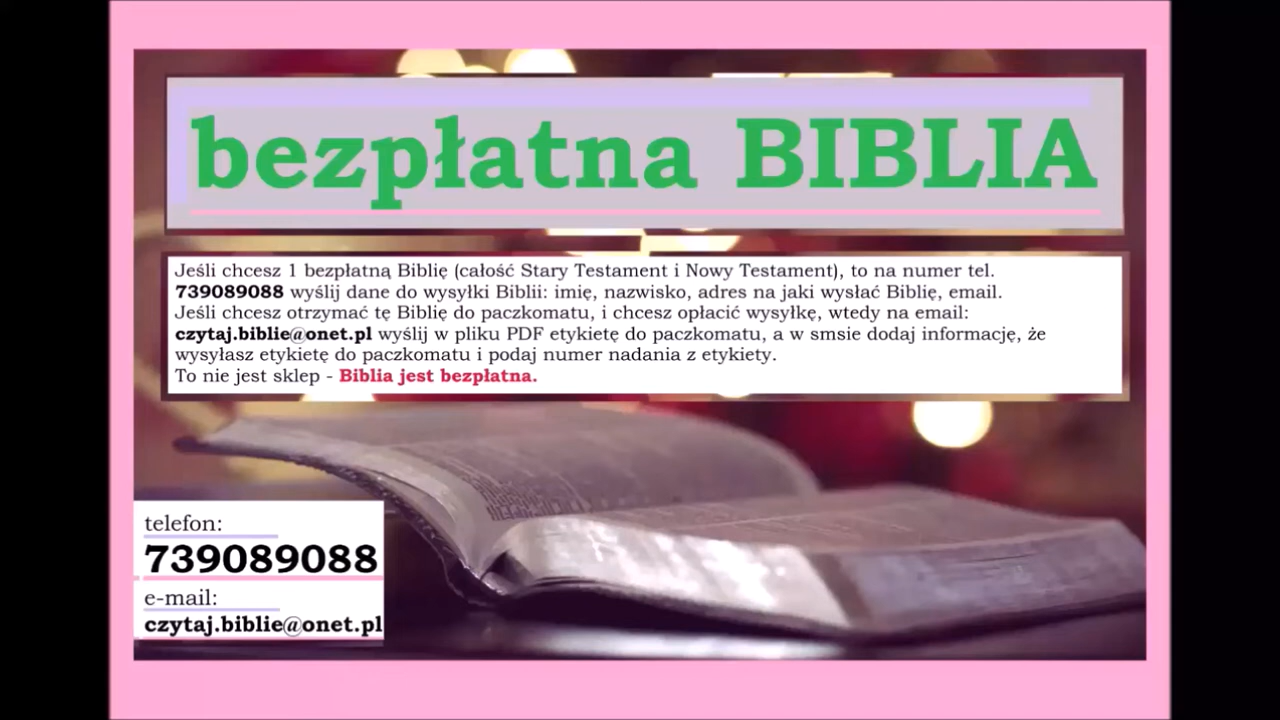 bezpłatna BIBLIA
Jeśli chcesz 1 bezpłatną Biblię (całość Stary Testament i Nowy Testament), to na numer tel.
739089088 wyślij dane do wysyłki Biblii: imię, nazwisko, adres na jaki wysłać Biblię, email.
Jeśli chcesz otrzymać tę Biblię do paczkomatu, i chcesz opłacić wysyłkę, wtedy na email:
czytaj.biblie@onet.pl wyślij w pliku PDF etykietę do paczkomatu, a w smsie dodaj informację, że
wysyłasz etykietę do paczkomatu i podaj numer nadania z etykiety.
To nie jest sklep - Biblia jest bezpłatna.
telefon:
739089088
e-mail:
czytaj.biblie@onet.pl